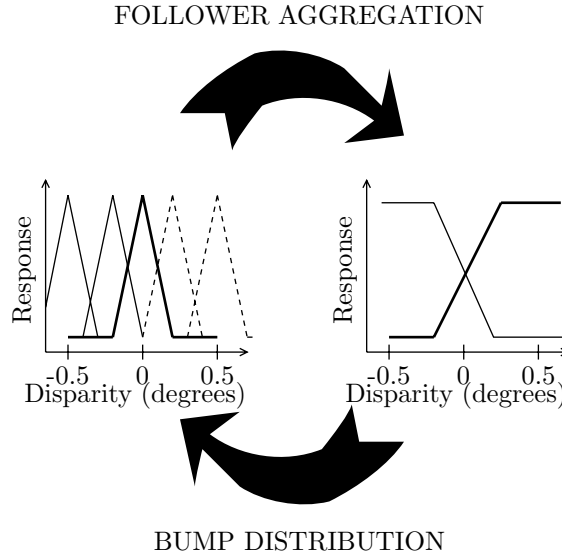 FOLLOWER AGGREGATION
Response
-0.5 0 0.5
Disparity (degrees)
Response
-0.5 0 0.5
Disparity (degrees)
BUMP DISTRIBUTION